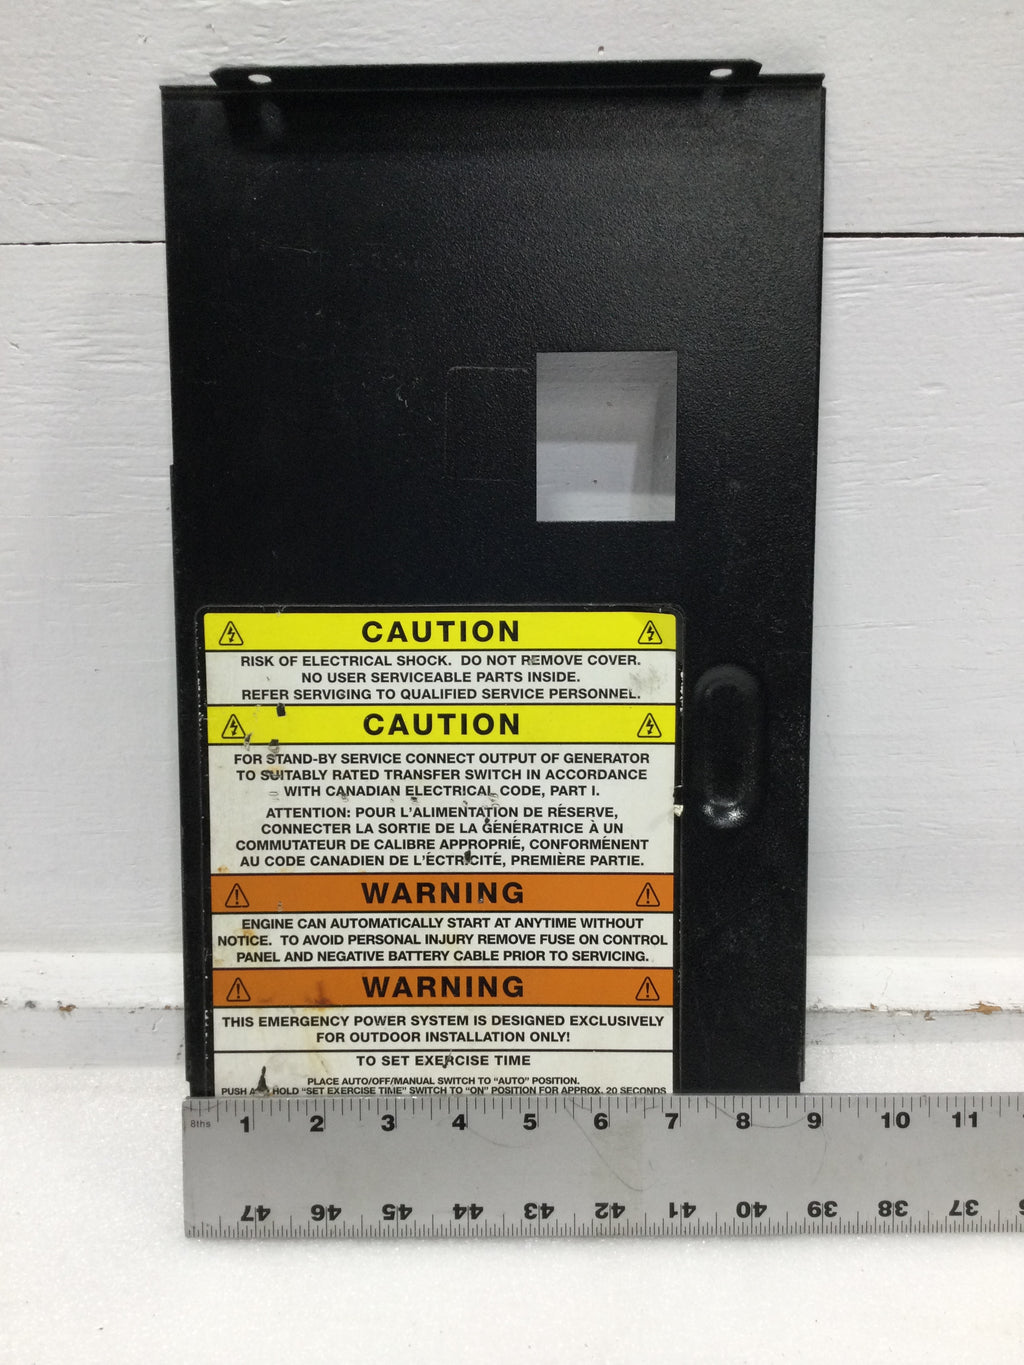 CAUTION
RISK OF ELECTRICAL SHOCK. DO NOT REMOVE COVER.
NO USER SERVICEABLE PARTS INSIDE.
REFER SERVICING TO QUALIFIED SERVICE PERSONNEL.
CAUTION
FOR STAND-BY SERVICE CONNECT OUTPUT OF GENERATOR
TO SUITABLY RATED TRANSFER SWITCH IN ACCORDANCE
WITH CANADIAN ELECTRICAL CODE, PART I.
ATTENTION: POUR L'ALIMENTATION DE RÉSERVE,
CONNECTER LA SORTIE DE LA GÉNÉRATRICE À UN
COMMUTATEUR DE CALIBRE APPROPRIÉ, CONFORMÉNENT
AU CODE CANADIEN DE L'ÉCTRICITÉ, PREMIÈRE PARTIE.
WARNING
ENGINE CAN AUTOMATICALLY START AT ANYTIME WITHOUT
NOTICE. TO AVOID PERSONAL INJURY REMOVE FUSE ON CONTROL
PANEL AND NEGATIVE BATTERY CABLE PRIOR TO SERVICING.
WARNING
THIS EMERGENCY POWER SYSTEM IS DESIGNED EXCLUSIVELY
FOR OUTDOOR INSTALLATION ONLY!
TO SET EXERCISE TIME
PLACE AUTO/OFF/MANUAL SWITCH TO "AUTO" POSITION.
PUSH HOLD "SET EXERCISE TIME" SWITCH TO "ON" POSITION FOR APPROX. 20 SECONDS
8ths 1 2 3 4 5 6 7 8 9 10 11
47 46 45 44 43 42 41 40 39 38 37